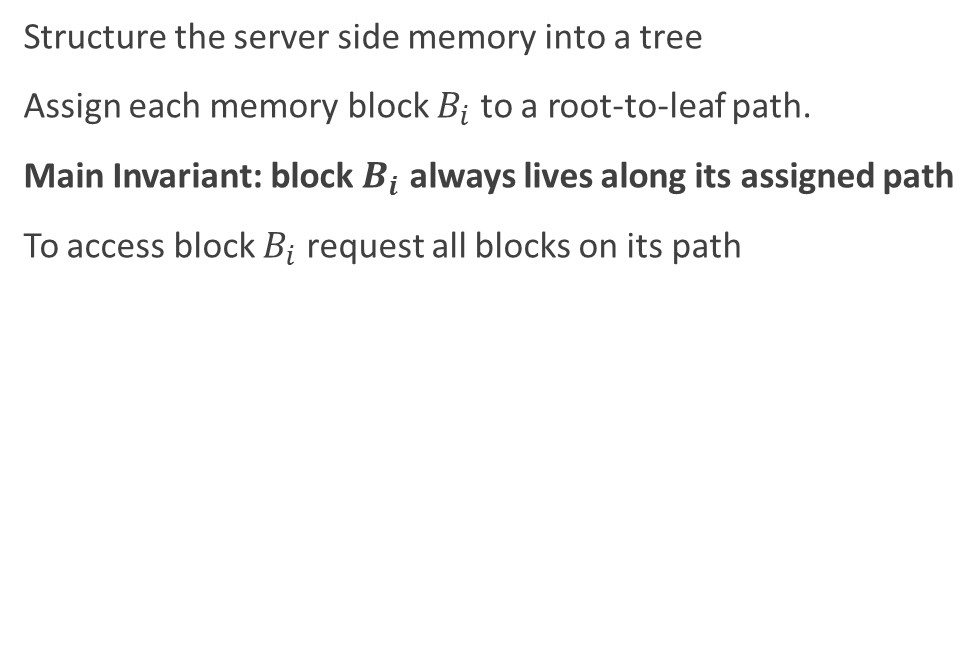 Structure the server side memory into a tree
Assign each memory block $B_i$ to a root-to-leaf path.
Main Invariant: block $B_i$ always lives along its assigned path
To access block $B_i$ request all blocks on its path